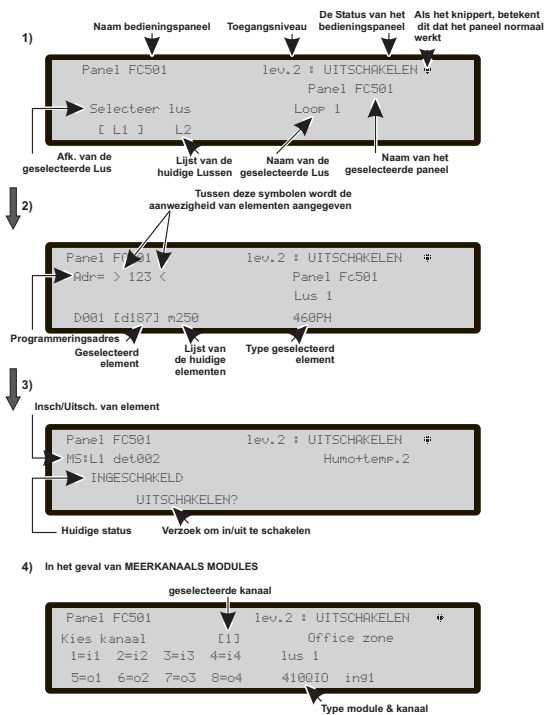 1)
Naam bedieningspaneel
Toegangsniveau
De Status van het
bedieningspaneel
Als het knippert, betekent
dit dat het paneel normaal
werkt
Panel FC501 lev.2 : UITSCHAKELEN
Panel FC501
Selecteer lus Loop 1
[ L1 ] L2
Afk. van de
geselecteerde Lus
Lijst van de
huidige Lussen
Naam van de
geselecteerde Lus
Naam van het
geselecteerde paneel
2)
Tussen deze symbolen wordt de
aanwezigheid van elementen aangegeven
Panel FC501 lev.2 : UITSCHAKELEN
Adr= > 123 < Panel Fc501
Lus 1
D001 [d187] m250 460PH
Programmeringsadres
Geselecteerd
element
Lijst van
de huidige
elementen
Type geselecteerd
element
3)
Insch/Uitsch. van element
Panel FC501 lev.2 : UITSCHAKELEN
MS:L1 det002 Humo+temp.2
INGESCHAKELD
UITSCHAKELEN?
Huidige status
Verzoek om in/uit te schakelen
4) In het geval van MEERKANAALS MODULES
geselecteerde kanaal
Panel FC501 lev.2 : UITSCHAKELEN
Kies kanaal [1] Office zone
1=i1 2=i2 3=i3 4=i4 lus 1
5=o1 6=o2 7=o3 8=o4 410QIO ing1
Type module & kanaal